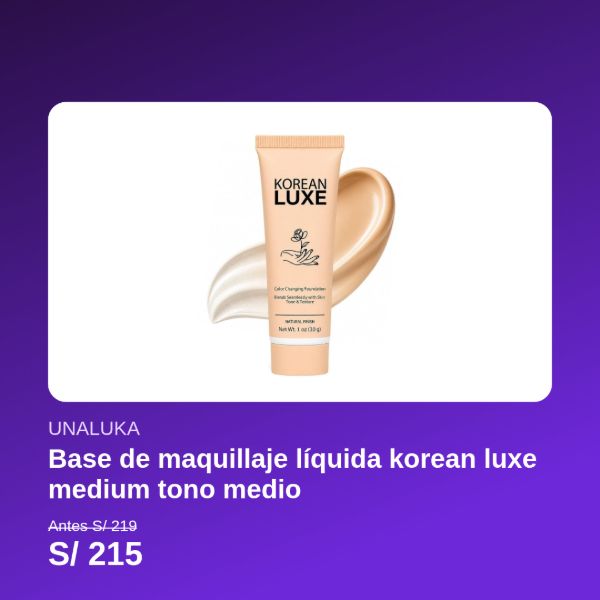 KOREAN
LUXE
Color Changing Foundation
Blends Seamlessly with Skin
Tone & Texture
NATURAL FINISH
Net Wt. 1 oz (30g)
UNALUKA
Base de maquillaje líquida korean luxe
medium tono medio
Antes S/ 219
S/ 215